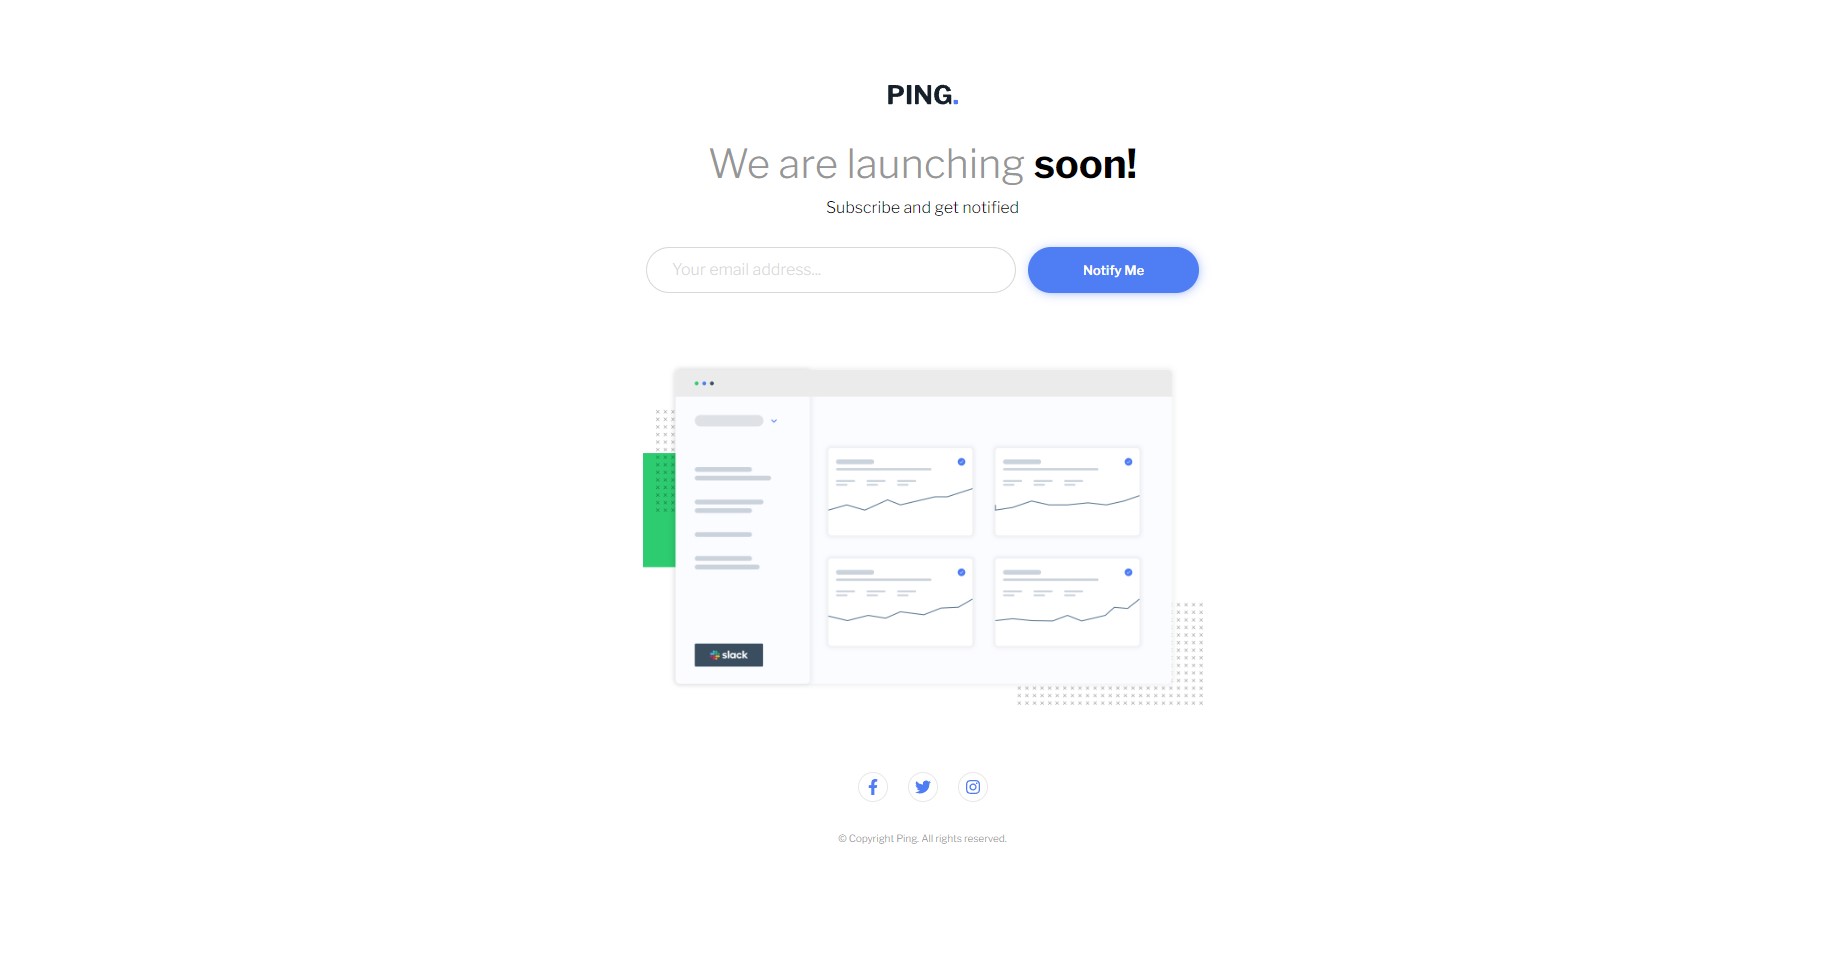 PING.
We are launching soon!
Subscribe and get notified
Your email address...
Notify Me
slack
© Copyright Ping. All rights reserved.